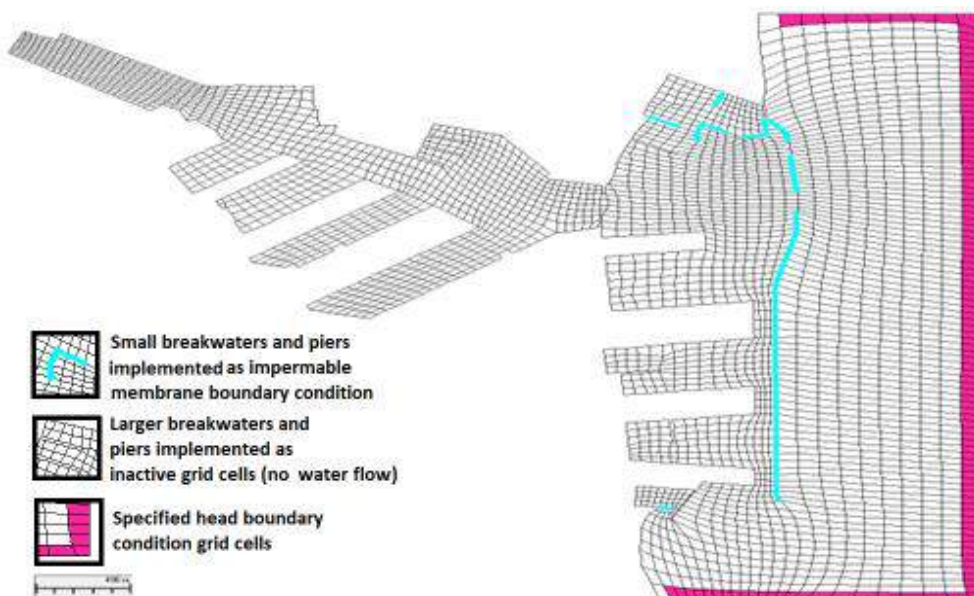 Small breakwaters and piers
implemented as impermable
membrane boundary condition
Larger breakwaters and
piers implemented as
inactive grid cells (no water flow)
Specified head boundary
condition grid cells